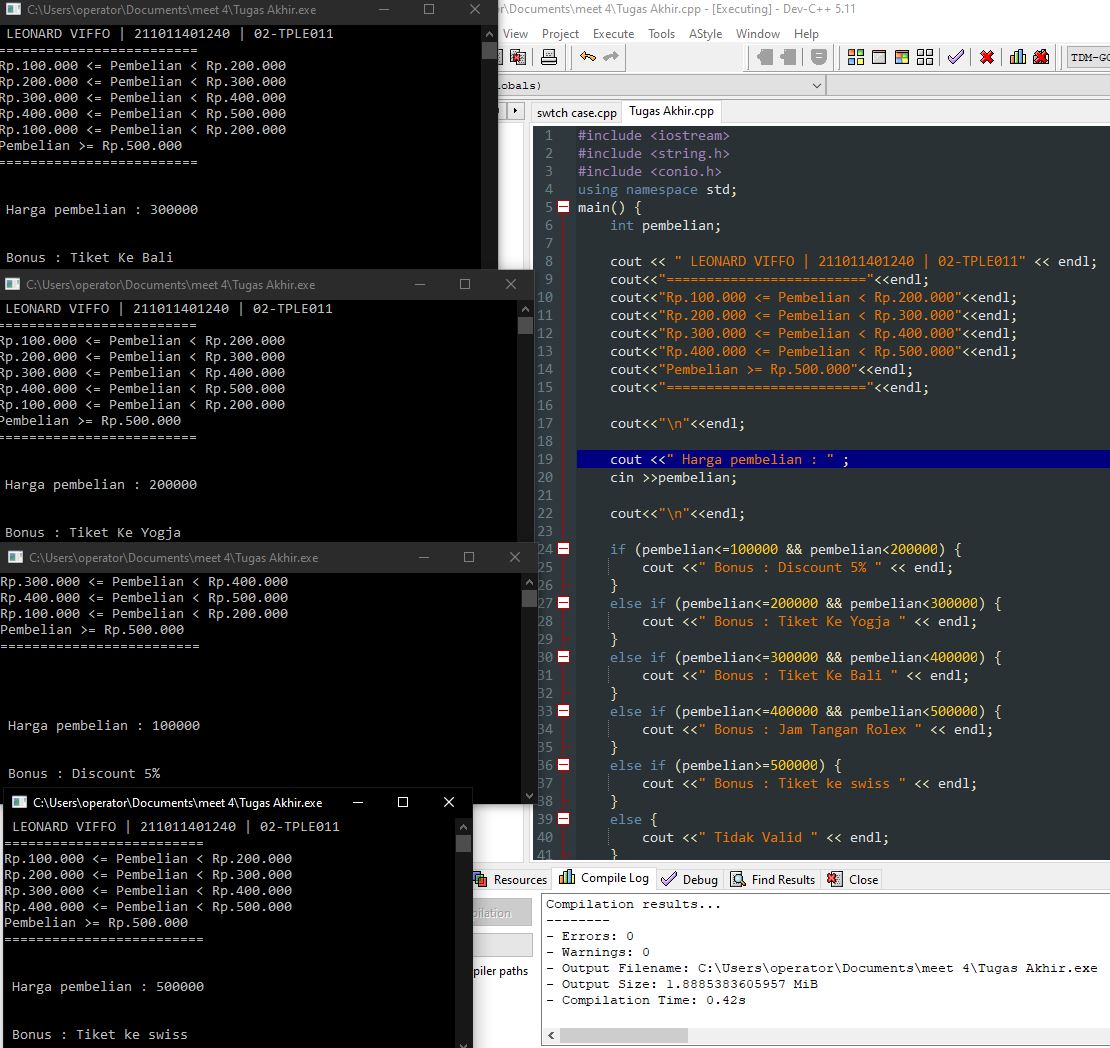 C:\Users\operator\Documents\meet 4\Tugas Akhir.exe
LEONARD VIFFO | 211011401240 | 02-TPLE011
=========================
Rp.100.000 <= Pembelian < Rp.200.000
Rp.200.000 <= Pembelian < Rp.300.000
Rp.300.000 <= Pembelian < Rp.400.000
Rp.400.000 <= Pembelian < Rp.500.000
Rp.100.000 <= Pembelian < Rp.200.000
Pembelian >= Rp.500.000
=========================
Harga pembelian : 300000
Bonus : Tiket Ke Bali
C:\Users\operator\Documents\meet 4\Tugas Akhir.exe
LEONARD VIFFO | 211011401240 | 02-TPLE011
=========================
Rp.100.000 <= Pembelian < Rp.200.000
Rp.200.000 <= Pembelian < Rp.300.000
Rp.300.000 <= Pembelian < Rp.400.000
Rp.400.000 <= Pembelian < Rp.500.000
Rp.100.000 <= Pembelian < Rp.200.000
Pembelian >= Rp.500.000
=========================
Harga pembelian : 200000
Bonus : Tiket Ke Yogja
C:\Users\operator\Documents\meet 4\Tugas Akhir.exe
Rp.300.000 <= Pembelian < Rp.400.000
Rp.400.000 <= Pembelian < Rp.500.000
Rp.100.000 <= Pembelian < Rp.200.000
Pembelian >= Rp.500.000
=========================
Harga pembelian : 100000
Bonus : Discount 5%
C:\Users\operator\Documents\meet 4\Tugas Akhir.exe
LEONARD VIFFO | 211011401240 | 02-TPLE011
=========================
Rp.100.000 <= Pembelian < Rp.200.000
Rp.200.000 <= Pembelian < Rp.300.000
Rp.300.000 <= Pembelian < Rp.400.000
Rp.400.000 <= Pembelian < Rp.500.000
Pembelian >= Rp.500.000
=========================
Harga pembelian : 500000
Bonus : Tiket ke swiss
\operator\Documents\meet 4\Tugas Akhir.cpp - [Executing] - Dev-C++ 5.11
View Project Execute Tools AStyle Window Help
TDM-GC
obals)
swtch case.cpp Tugas Akhir.cpp
1 #include <iostream>
2 #include <string.h>
3 #include <conio.h>
4 using namespace std;
5 main() {
6 int pembelian;
7
8 cout << " LEONARD VIFFO | 211011401240 | 02-TPLE011" << endl;
9 cout<<"========================="<<endl;
10 cout<<"Rp.100.000 <= Pembelian < Rp.200.000"<<endl;
11 cout<<"Rp.200.000 <= Pembelian < Rp.300.000"<<endl;
12 cout<<"Rp.300.000 <= Pembelian < Rp.400.000"<<endl;
13 cout<<"Rp.400.000 <= Pembelian < Rp.500.000"<<endl;
14 cout<<"Pembelian >= Rp.500.000"<<endl;
15 cout<<"========================="<<endl;
16
17 cout<<"\n"<<endl;
18
19 cout <<" Harga pembelian : " ;
20 cin >>pembelian;
21
22 cout<<"\n"<<endl;
23
24 if (pembelian<=100000 && pembelian<200000) {
25 cout <<" Bonus : Discount 5% " << endl;
26 }
27 else if (pembelian<=200000 && pembelian<300000) {
28 cout <<" Bonus : Tiket Ke Yogja " << endl;
29 }
30 else if (pembelian<=300000 && pembelian<400000) {
31 cout <<" Bonus : Tiket Ke Bali " << endl;
32 }
33 else if (pembelian<=400000 && pembelian<500000) {
34 cout <<" Bonus : Jam Tangan Rolex " << endl;
35 }
36 else if (pembelian>=500000) {
37 cout <<" Bonus : Tiket ke swiss " << endl;
38 }
39 else {
40 cout <<" Tidak Valid " << endl;
41 }
Resources Compile Log Debug Find Results Close
pilation
piler paths
Compilation results...
--------
- Errors: 0
- Warnings: 0
- Output Filename: C:\Users\operator\Documents\meet 4\Tugas Akhir.exe
- Output Size: 1.8885383605957 MiB
- Compilation Time: 0.42s